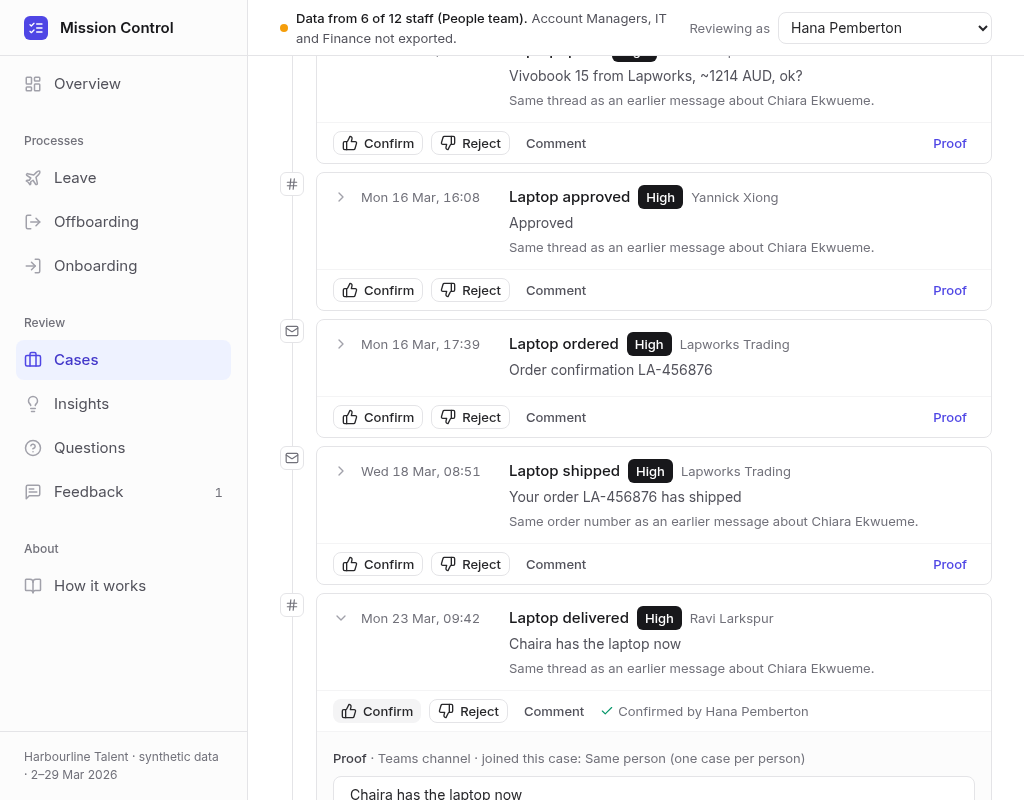 Mission Control
Data from 6 of 12 staff (People team). Account Managers, IT
and Finance not exported.
Reviewing as
Hana Pemberton
Overview
Processes
Leave
Offboarding
Onboarding
Review
Cases
Insights
Questions
Feedback 1
About
How it works
Harbourline Talent · synthetic data
· 2–29 Mar 2026
Vivobook 15 from Lapworks, ~1214 AUD, ok?
Same thread as an earlier message about Chiara Ekwueme.
Confirm Reject Comment Proof
Mon 16 Mar, 16:08 Laptop approved High Yannick Xiong
Approved
Same thread as an earlier message about Chiara Ekwueme.
Confirm Reject Comment Proof
Mon 16 Mar, 17:39 Laptop ordered High Lapworks Trading
Order confirmation LA-456876
Confirm Reject Comment Proof
Wed 18 Mar, 08:51 Laptop shipped High Lapworks Trading
Your order LA-456876 has shipped
Same order number as an earlier message about Chiara Ekwueme.
Confirm Reject Comment Proof
Mon 23 Mar, 09:42 Laptop delivered High Ravi Larkspur
Chaira has the laptop now
Same thread as an earlier message about Chiara Ekwueme.
Confirm Reject Comment Confirmed by Hana Pemberton
Proof · Teams channel · joined this case: Same person (one case per person)
Chaira has the laptop now